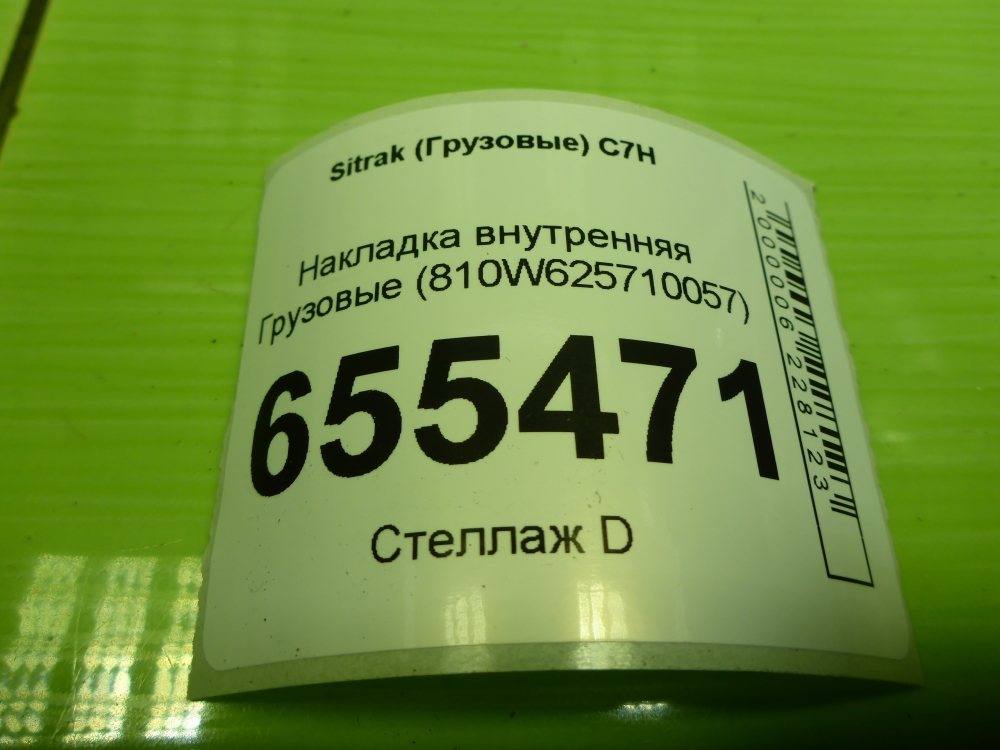 Sitrak (Грузовые) C7H
Накладка внутренняя
Грузовые (810W625710057)
655471
Стеллаж D
2000006228123